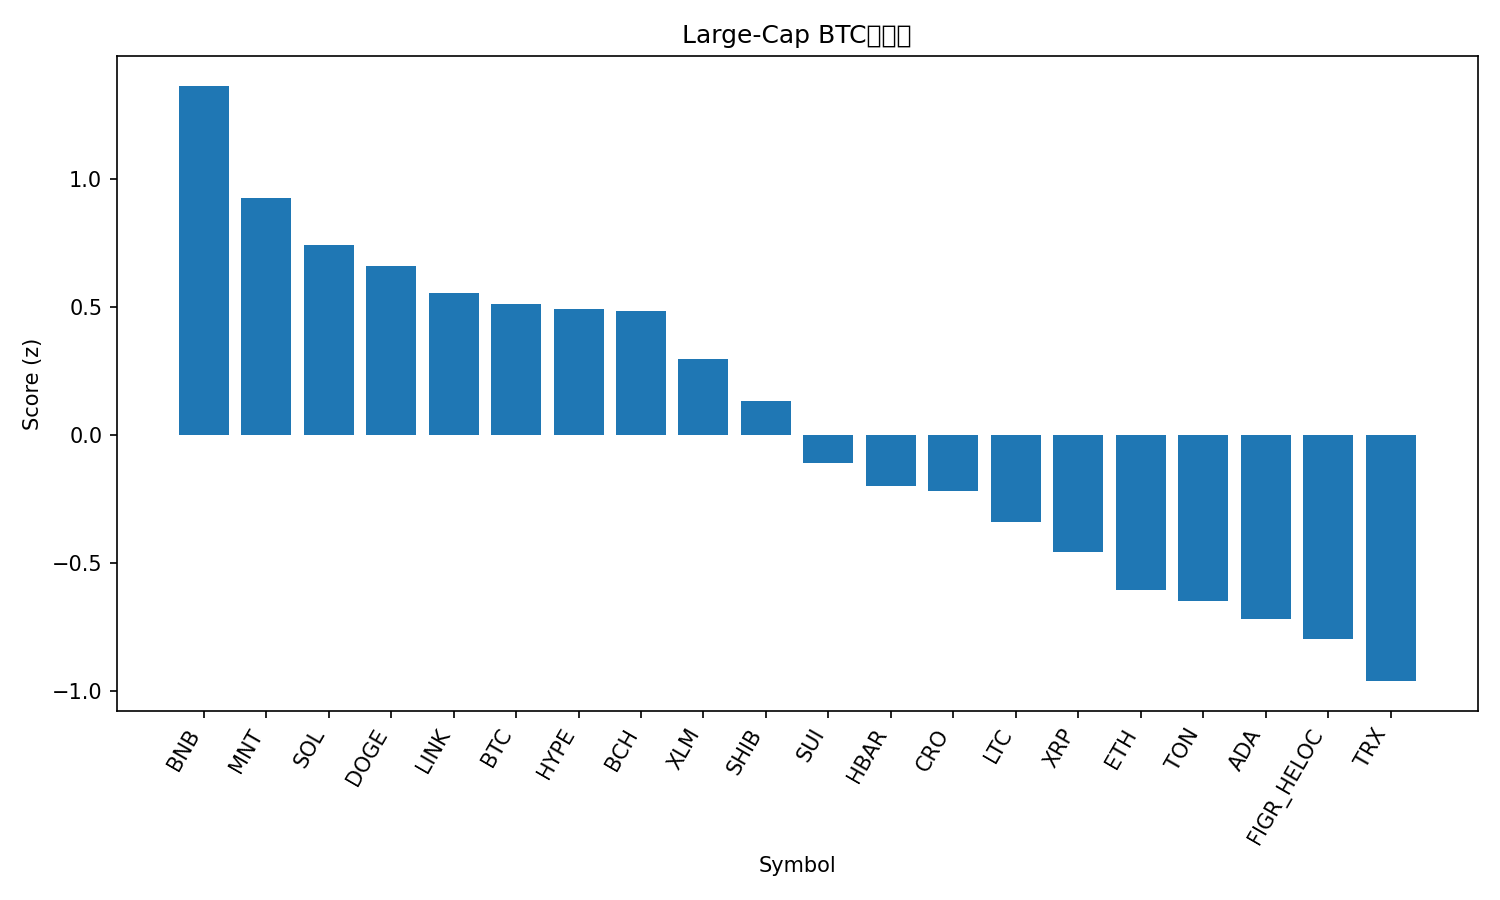 Large-Cap BTC
Score (z)
1.0
0.5
0.0
−0.5
−1.0
BNB
MNT
SOL
DOGE
LINK
BTC
HYPE
BCH
XLM
SHIB
SUI
HBAR
CRO
LTC
XRP
ETH
TON
ADA
FIGR_HELOC
TRX
Symbol